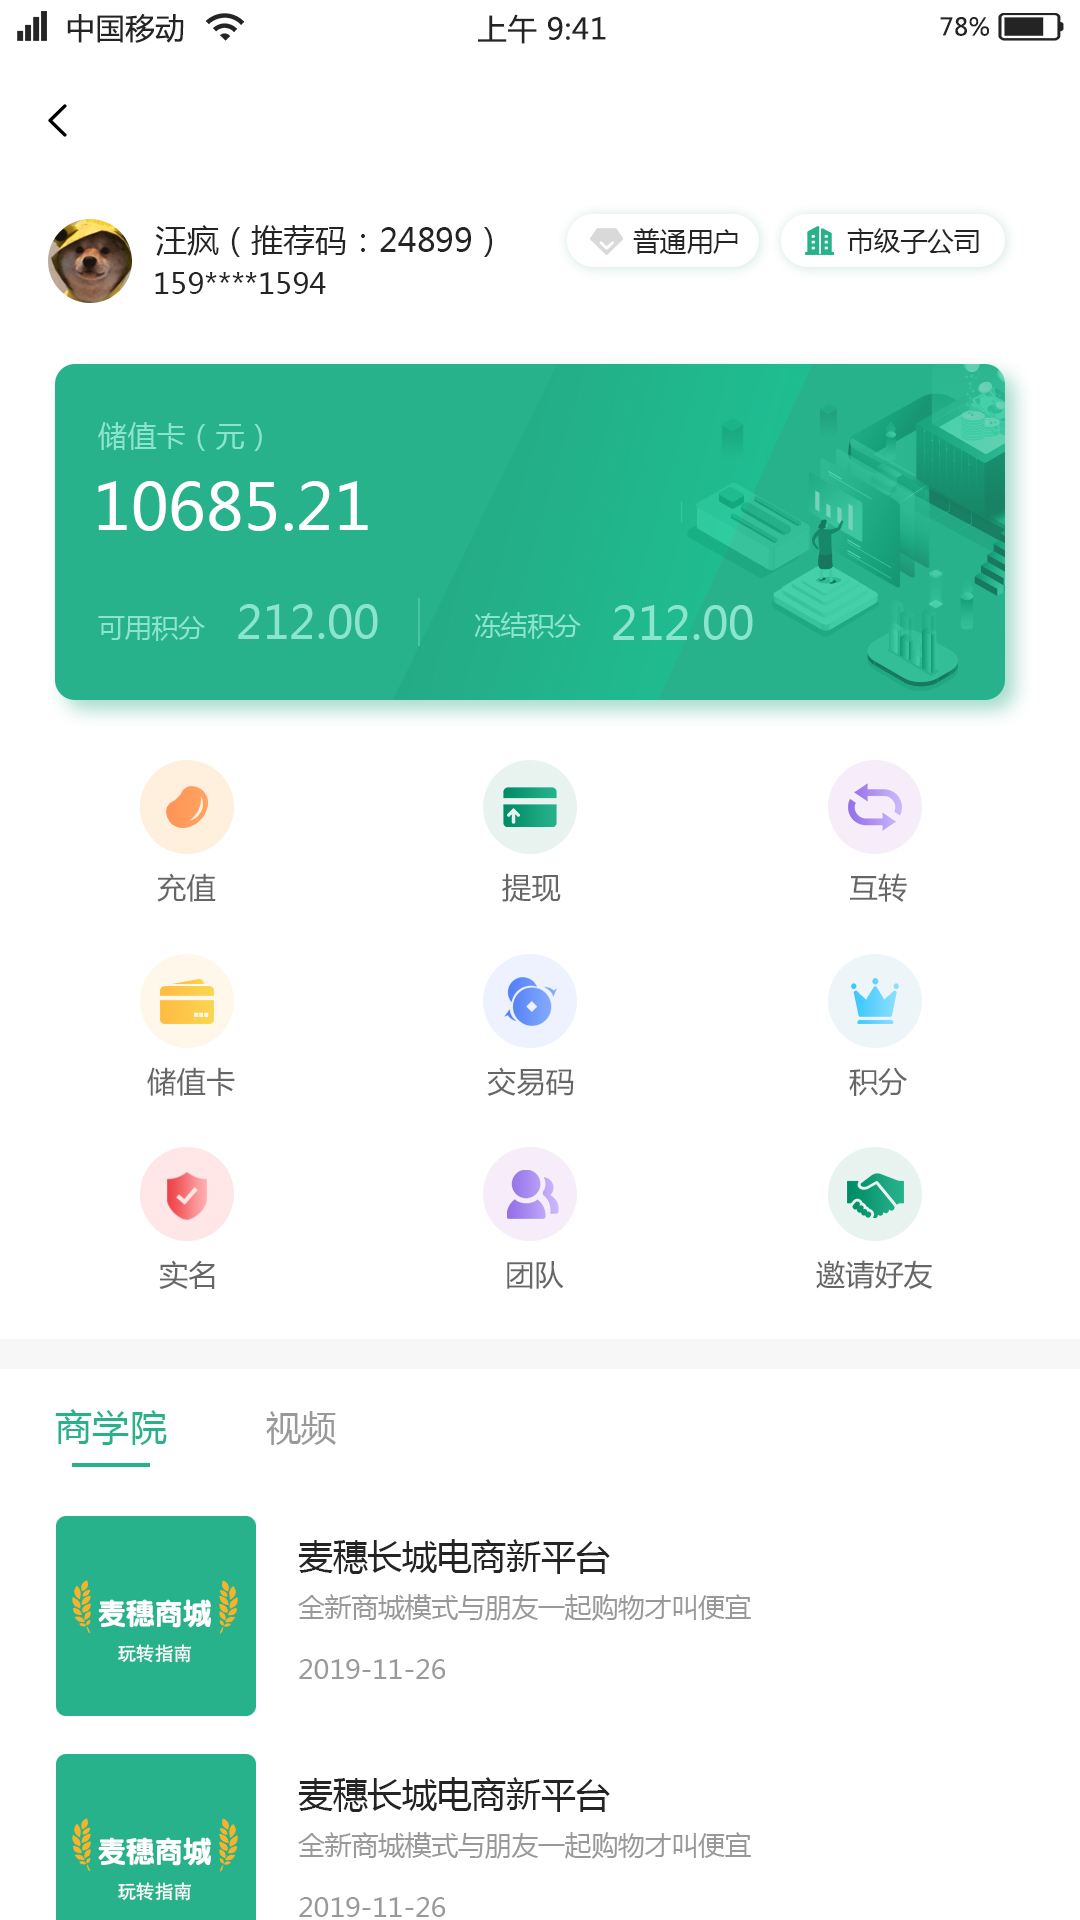 中国移动
上午 9:41
78%
汪疯（推荐码：24899）
159****1594
普通用户
市级子公司
储值卡（元）
10685.21
可用积分 212.00
冻结积分 212.00
充值
提现
互转
储值卡
交易码
积分
实名
团队
邀请好友
商学院
视频
麦穗商城
玩转指南
麦穗长城电商新平台
全新商城模式与朋友一起购物才叫便宜
2019-11-26
麦穗商城
玩转指南
麦穗长城电商新平台
全新商城模式与朋友一起购物才叫便宜
2019-11-26